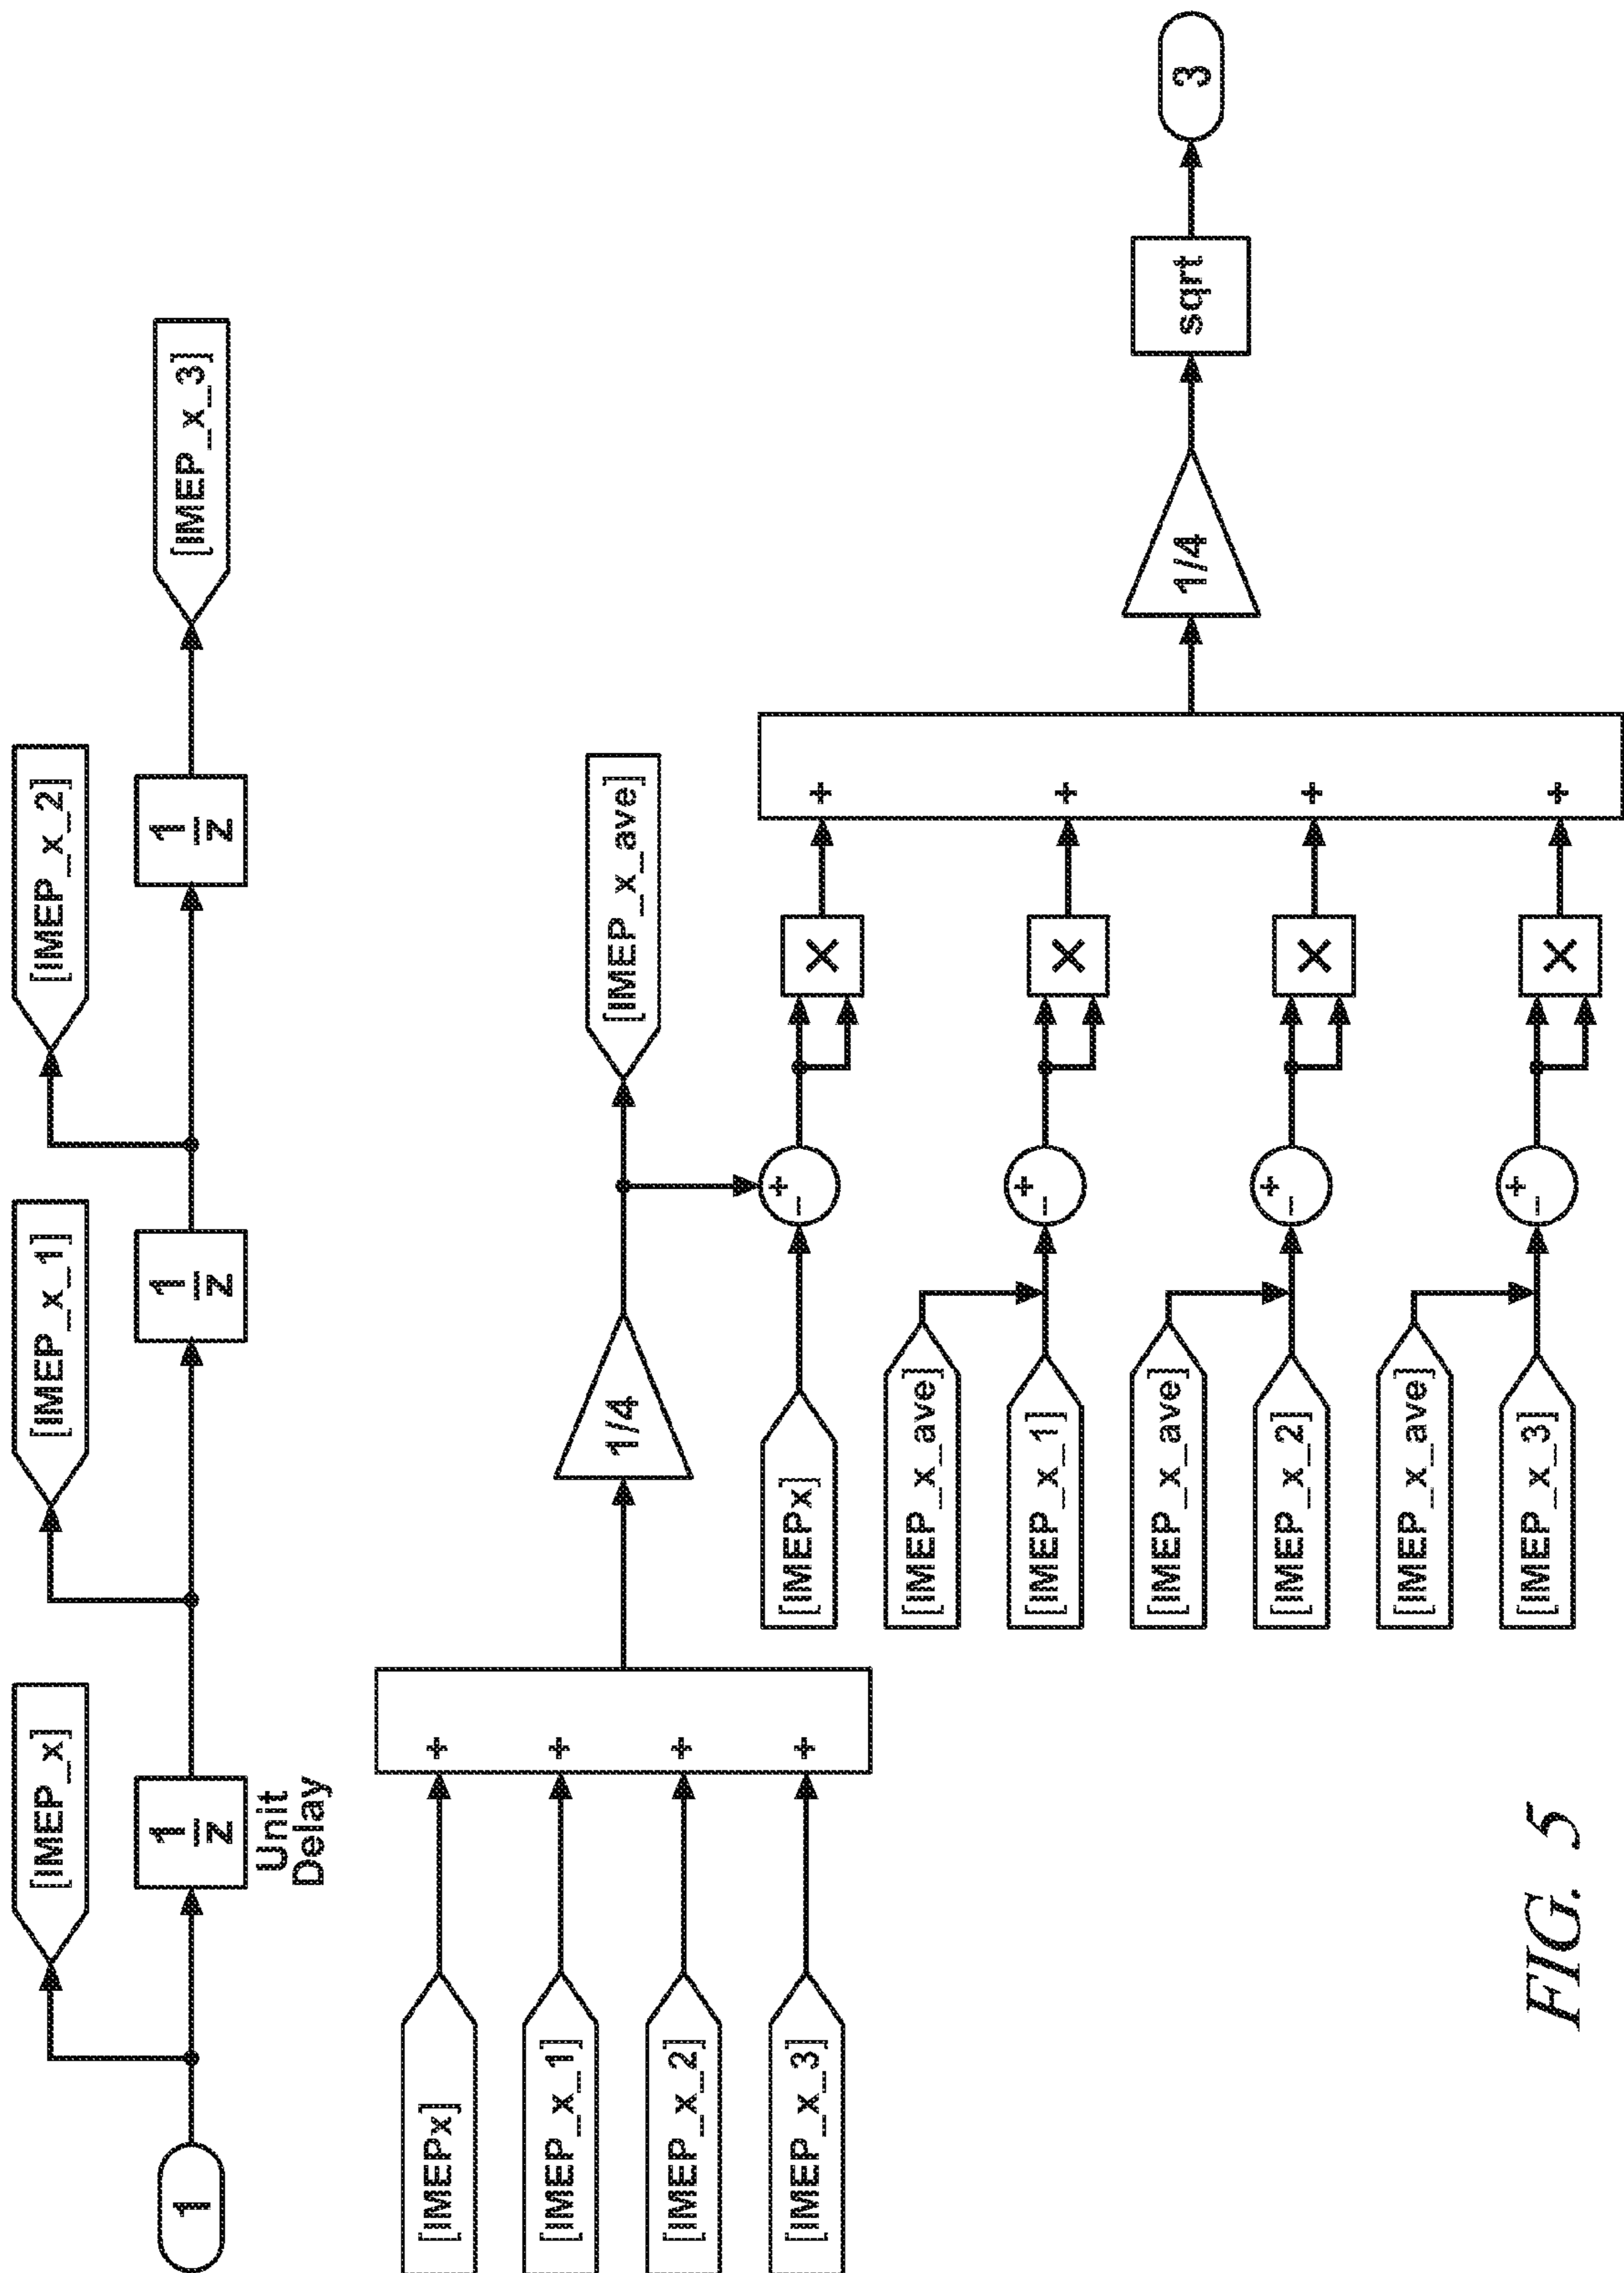 [IMEP_x]
[IMEP_x_1]
[IMEP_x_2]
1
1
z
1
z
1
z
[IMEP_x_3]
Unit
Delay
[IMEPx]
+
[IMEP_x_1]
+
[IMEP_x_2]
+
[IMEP_x_3]
+
1/4
[IMEP_x_ave]
[IMEPx]
+
−
×
+
[IMEP_x_ave]
[IMEP_x_1]
+
−
×
+
[IMEP_x_ave]
[IMEP_x_2]
+
−
×
+
[IMEP_x_ave]
[IMEP_x_3]
+
−
×
+
1/4
sqrt
3
FIG. 5